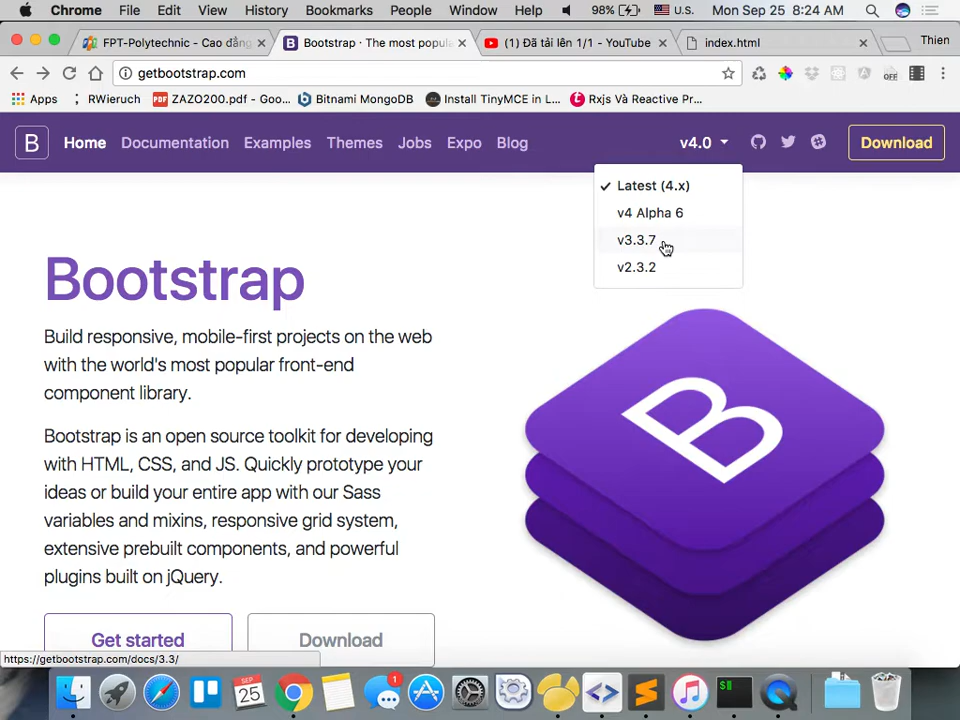 Chrome File Edit View History Bookmarks People Window Help 98% U.S. Mon Sep 25 8:24 AM
FPT-Polytechnic - Cao đẳng
Bootstrap · The most popula
(1) Đã tải lên 1/1 - YouTube
index.html
Thien
getbootstrap.com
OFF
Apps
RWieruch
PDF ZAZO200.pdf - Goo...
Bitnami MongoDB
Install TinyMCE in L...
Rxjs Và Reactive Pr...
B Home Documentation Examples Themes Jobs Expo Blog v4.0 Download
Latest (4.x)
v4 Alpha 6
v3.3.7
v2.3.2
Bootstrap
Build responsive, mobile-first projects on the web
with the world's most popular front-end
component library.
Bootstrap is an open source toolkit for developing
with HTML, CSS, and JS. Quickly prototype your
ideas or build your entire app with our Sass
variables and mixins, responsive grid system,
extensive prebuilt components, and powerful
plugins built on jQuery.
B
Get started Download
https://getbootstrap.com/docs/3.3/
SEP
25
1